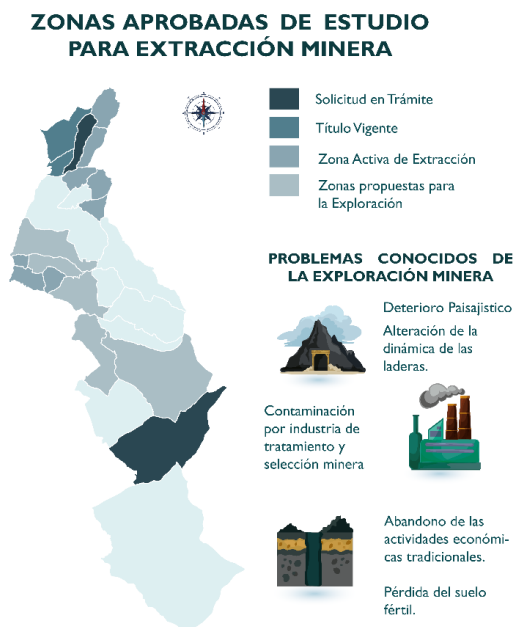 ZONAS APROBADAS DE ESTUDIO
PARA EXTRACCIÓN MINERA
Solicitud en Trámite
Título Vigente
Zona Activa de Extracción
Zonas propuestas para
la Exploración
PROBLEMAS CONOCIDOS DE
LA EXPLORACIÓN MINERA
Deterioro Paisajistico
Alteración de la
dinámica de las
laderas.
Contaminación
por industria de
tratamiento y
selección minera
Abandono de las
actividades económi-
cas tradicionales.
Pérdida del suelo
fértil.